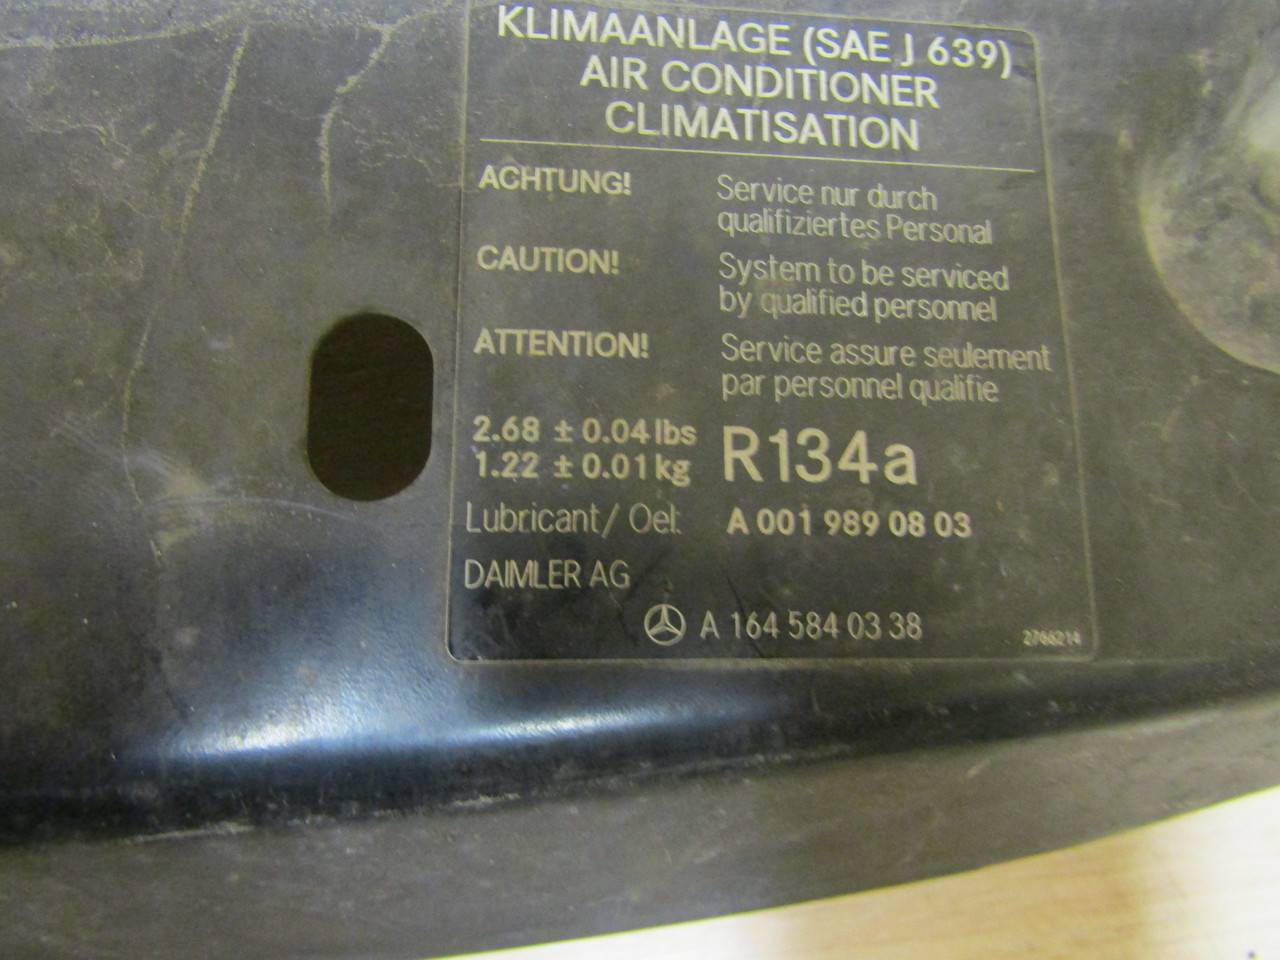 KLIMAANLAGE (SAE J 639)
AIR CONDITIONER
CLIMATISATION
ACHTUNG! Service nur durch
qualifiziertes Personal
CAUTION! System to be serviced
by qualified personnel
ATTENTION! Service assure seulement
par personnel qualifie
2.68 ± 0.04 lbs
1.22 ± 0.01 kg R134a
Lubricant/ Oel: A 001 989 08 03
DAIMLER AG
A 164 584 03 38 2766214